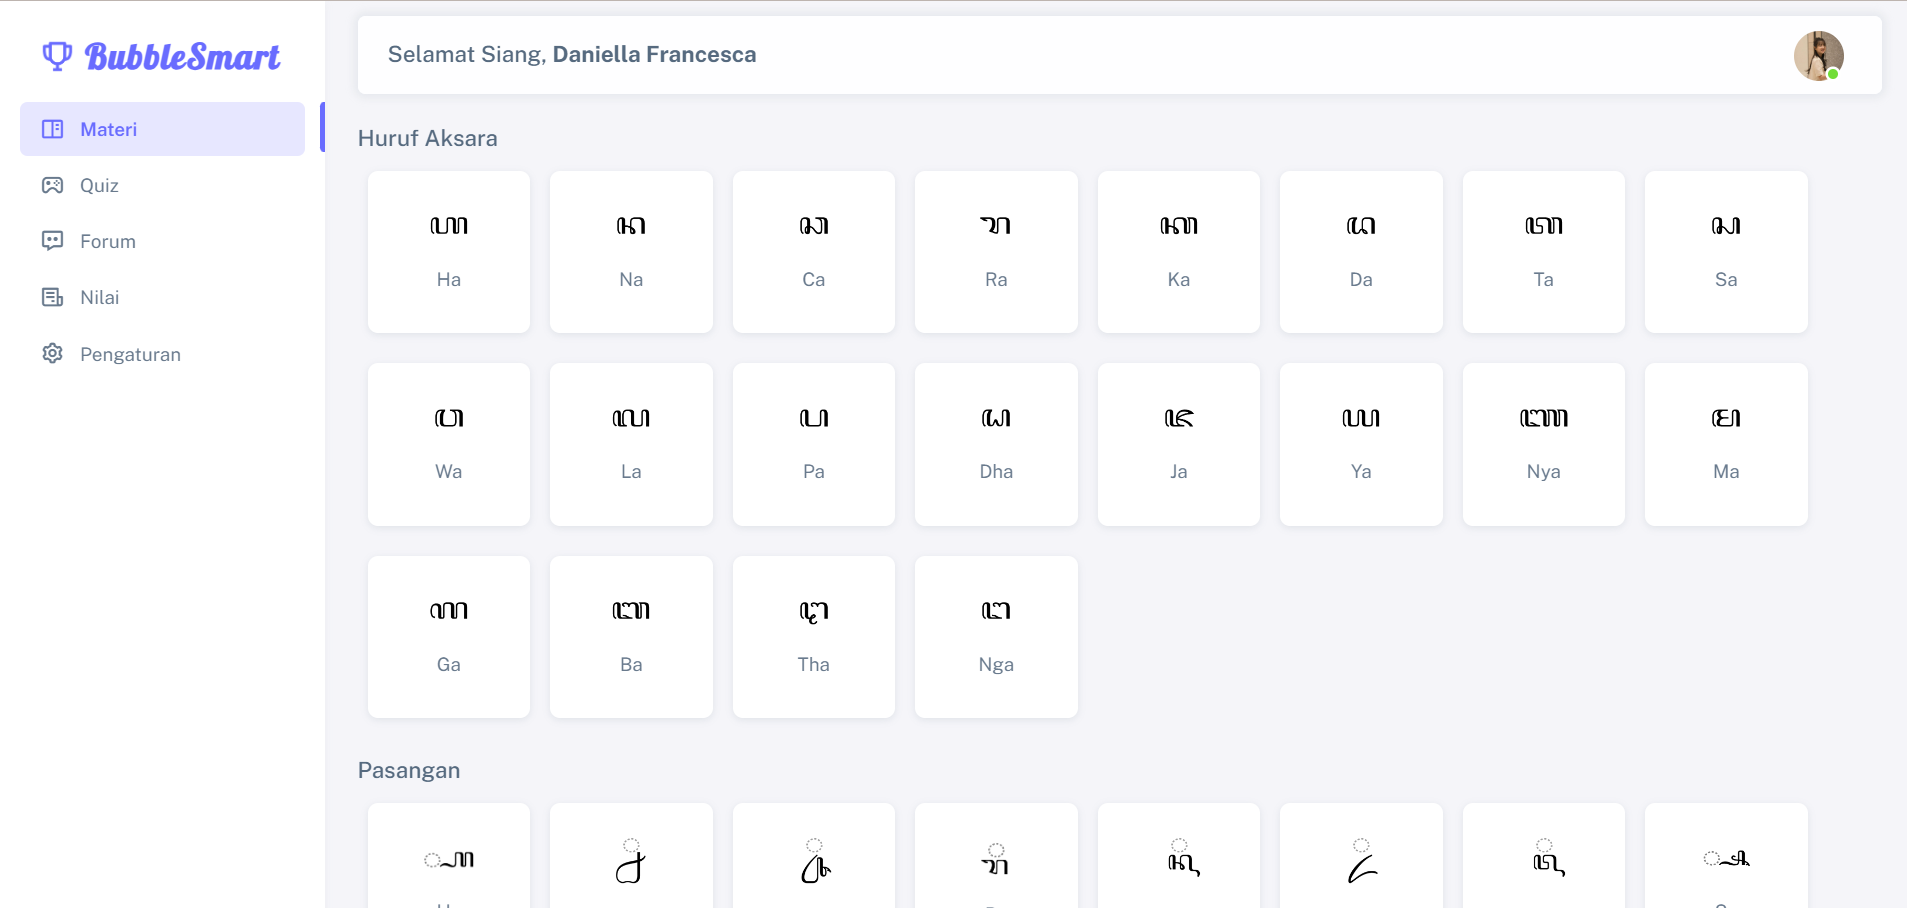 BubbleSmart
Selamat Siang, Daniella Francesca
Materi
Quiz
Forum
Nilai
Pengaturan
Huruf Aksara
ꦲ ꦤ ꦕ ꦫ ꦏ ꦢ ꦠ ꦱ
Ha Na Ca Ra Ka Da Ta Sa
ꦮ ꦭ ꦥ ꦝ ꦗ ꦪ ꦚ ꦩ
Wa La Pa Dha Ja Ya Nya Ma
ꦒ ꦧ ꦛ ꦔ
Ga Ba Tha Nga
Pasangan
꧀ꦲ ꧀ꦤ ꧀ꦕ ꧀ꦫ ꧀ꦏ ꧀ꦢ ꧀ꦠ ꧀ꦱ